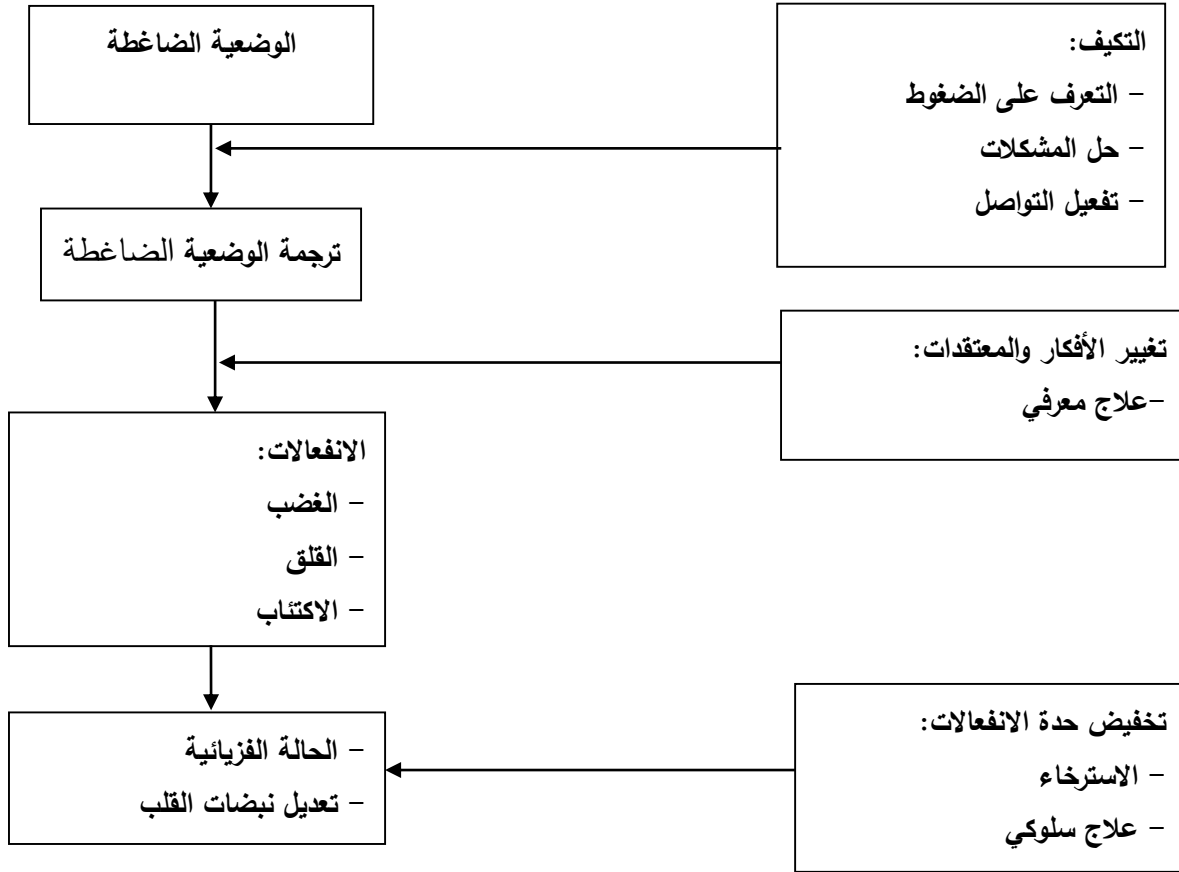 الوضعية الضاغطة
التكيف:
– التعرف على الضغوط
– حل المشكلات
– تفعيل التواصل
ترجمة الوضعية الضاغطة
تغيير الأفكار والمعتقدات:
–علاج معرفي
الانفعالات:
– الغضب
– القلق
– الاكتئاب
تخفيض حدة الانفعالات:
– الاسترخاء
– علاج سلوكي
– الحالة الفزيائية
– تعديل نبضات القلب